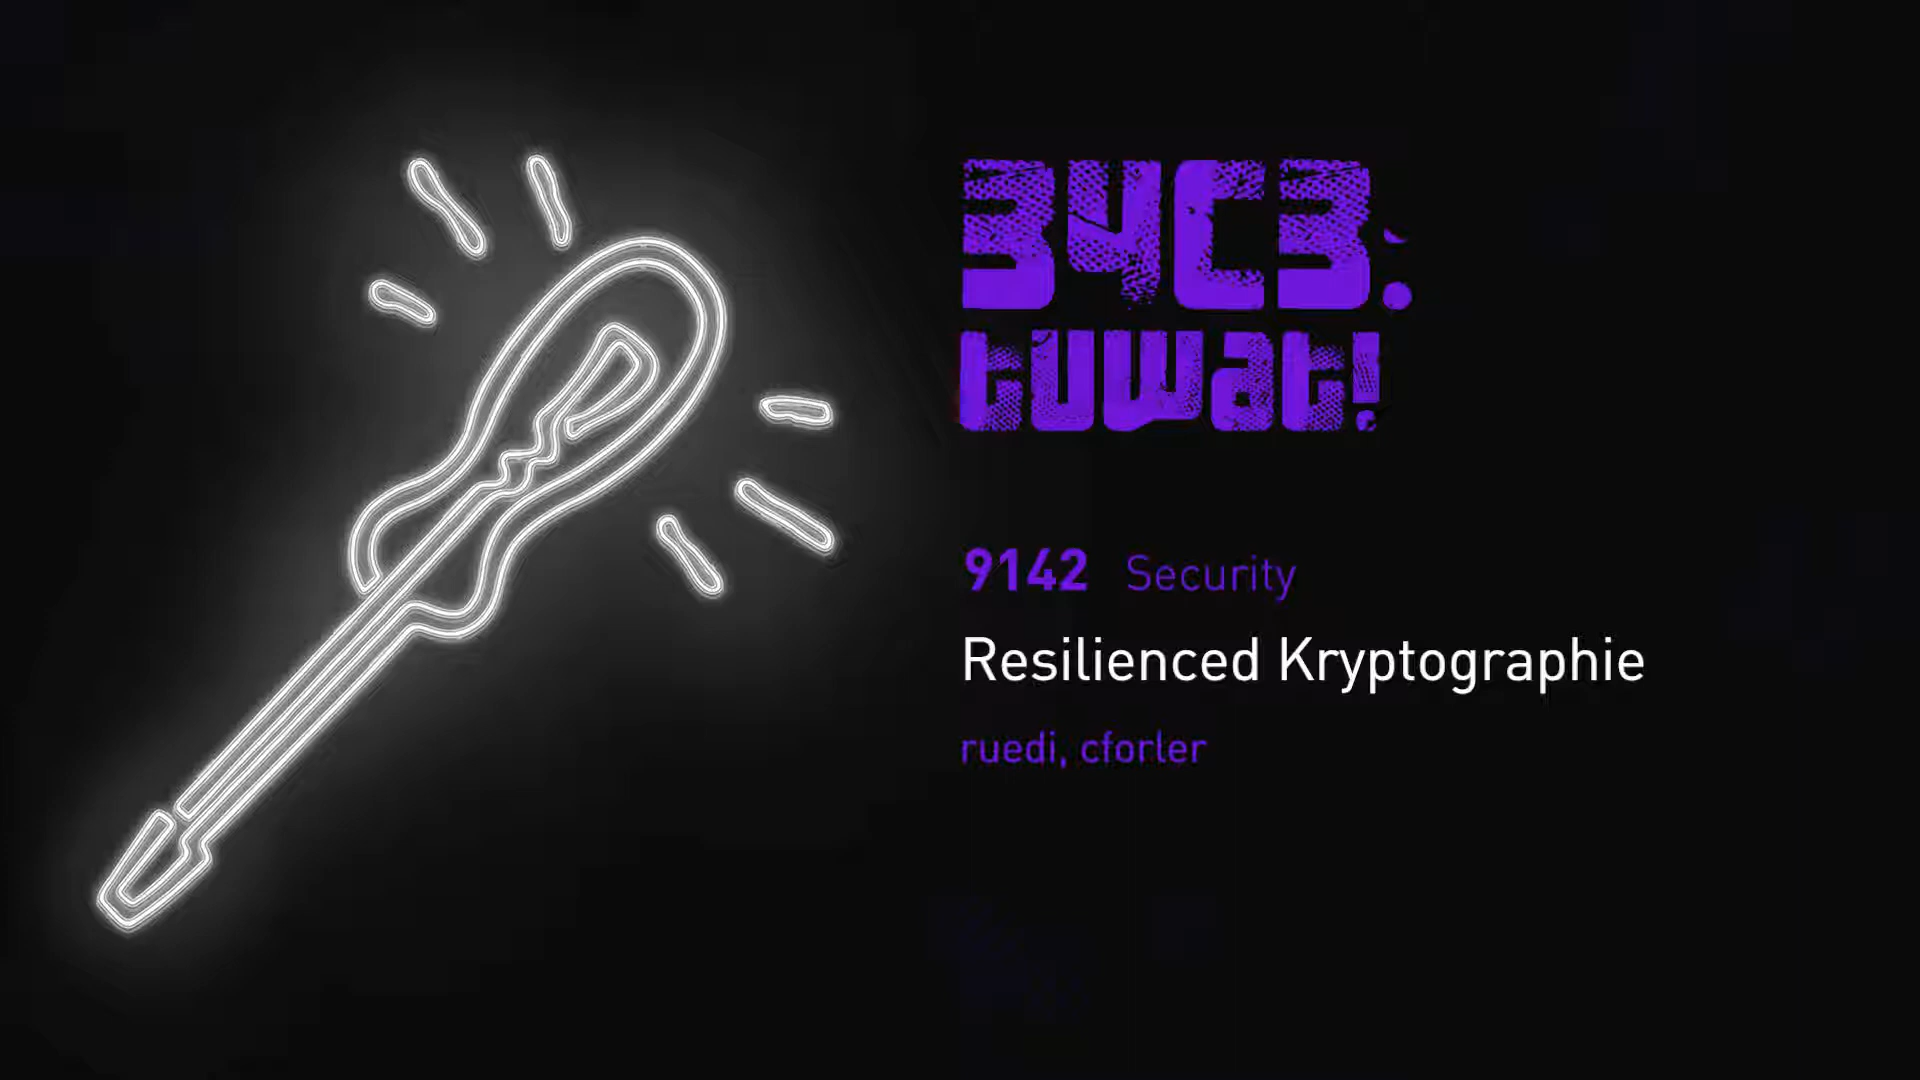 34C3:
tuwat!
9142 Security
Resilienced Kryptographie
ruedi, cforler